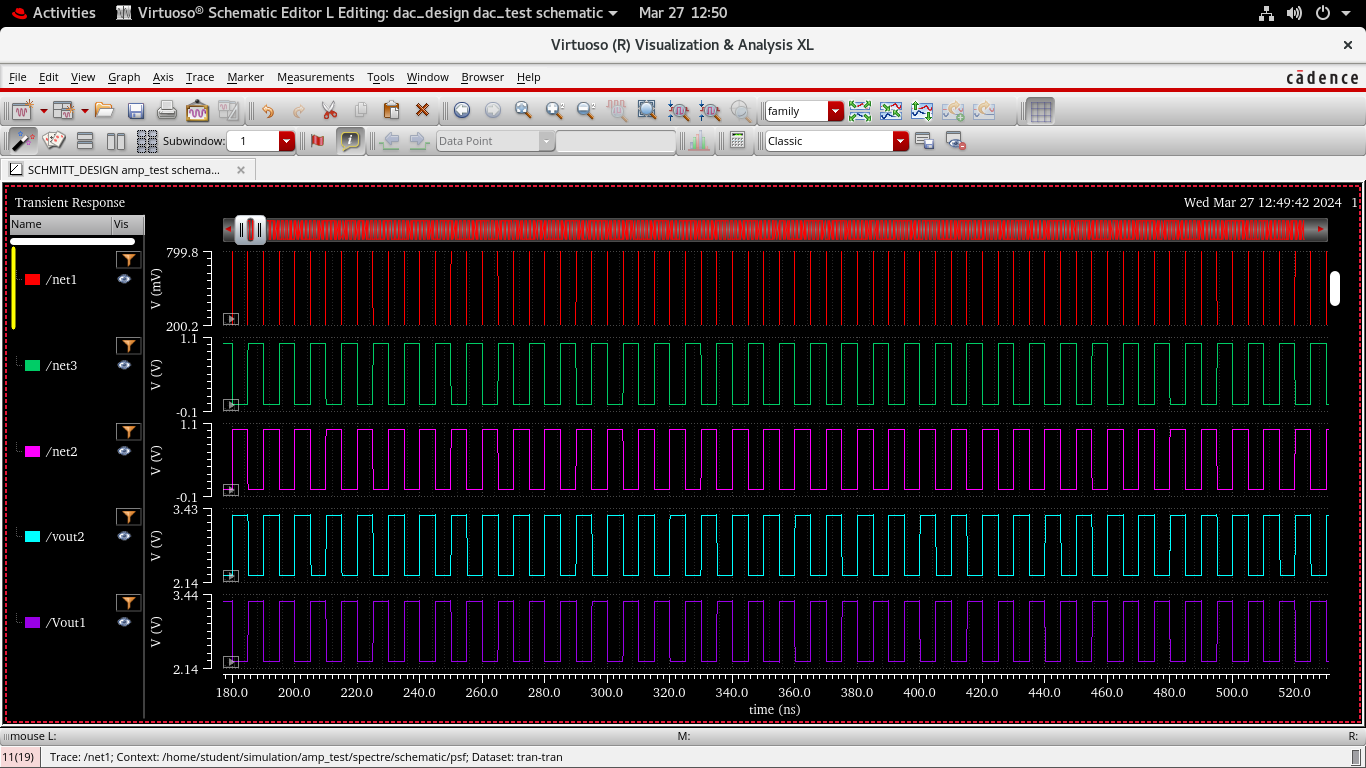 Activities Virtuoso® Schematic Editor L Editing: dac_design dac_test schematic Mar 27 12:50
Virtuoso (R) Visualization & Analysis XL
File Edit View Graph Axis Trace Marker Measurements Tools Window Browser Help cādence
family
Subwindow: 1 Data Point Classic
SCHMITT_DESIGN amp_test schema...
Transient Response Wed Mar 27 12:49:42 2024 1
Name Vis
/net1
799.8
V (mV)
200.2
/net3
1.1
V (V)
-0.1
/net2
1.1
V (V)
-0.1
/vout2
3.43
V (V)
2.14
/Vout1
3.44
V (V)
2.14
180.0 200.0 220.0 240.0 260.0 280.0 300.0 320.0 340.0 360.0 380.0 400.0 420.0 440.0 460.0 480.0 500.0 520.0
time (ns)
mouse L: M: R:
11(19) Trace: /net1; Context: /home/student/simulation/amp_test/spectre/schematic/psf; Dataset: tran-tran